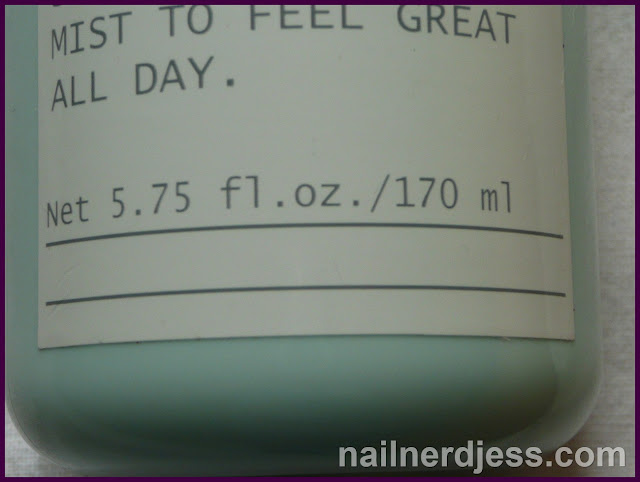 MIST TO FEEL GREAT
ALL DAY.
Net 5.75 fl.oz./170 ml
nailnerdjess.com